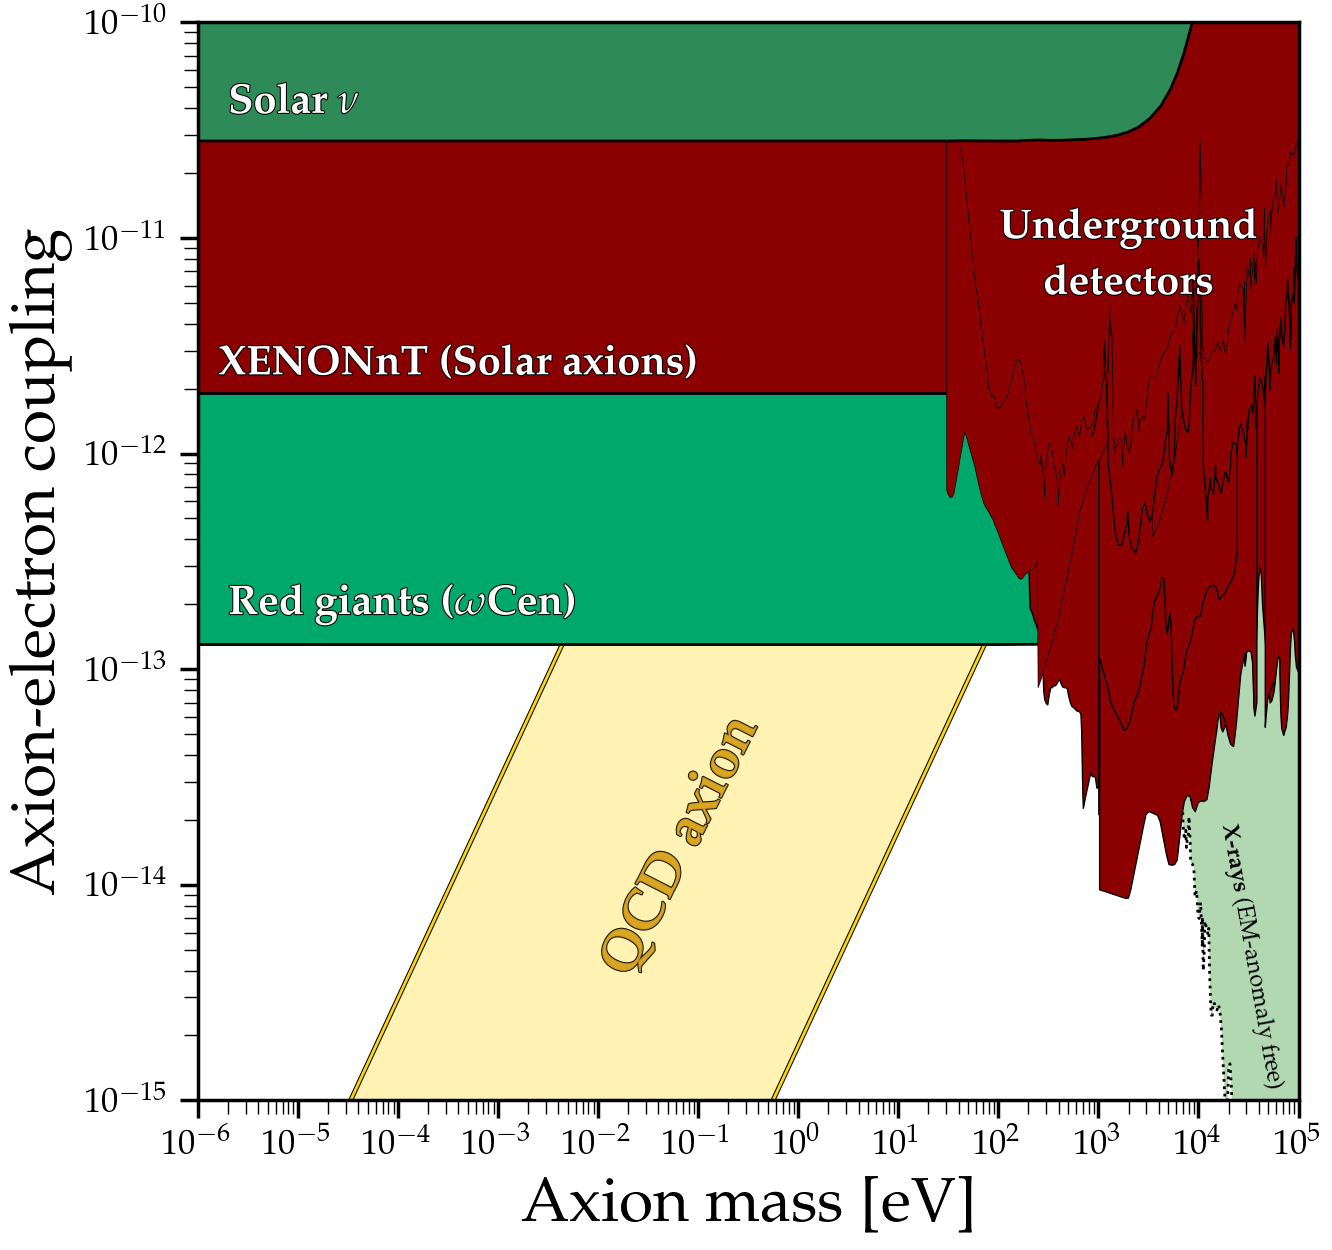 10⁻¹⁰
Solar ν
10⁻¹¹
Underground
detectors
XENONnT (Solar axions)
10⁻¹²
Red giants (ωCen)
10⁻¹³
QCD axion
X-rays (EM-anomaly free)
10⁻¹⁴
10⁻¹⁵
Axion-electron coupling
10⁻⁶ 10⁻⁵ 10⁻⁴ 10⁻³ 10⁻² 10⁻¹ 10⁰ 10¹ 10² 10³ 10⁴ 10⁵
Axion mass [eV]